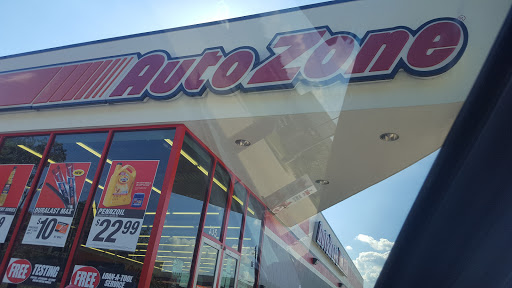 AutoZone
DURALAST MAX
$10
PENNZOIL
$22.99
FREE TESTING
FREE LOAN-A-TOOL
SERVICE